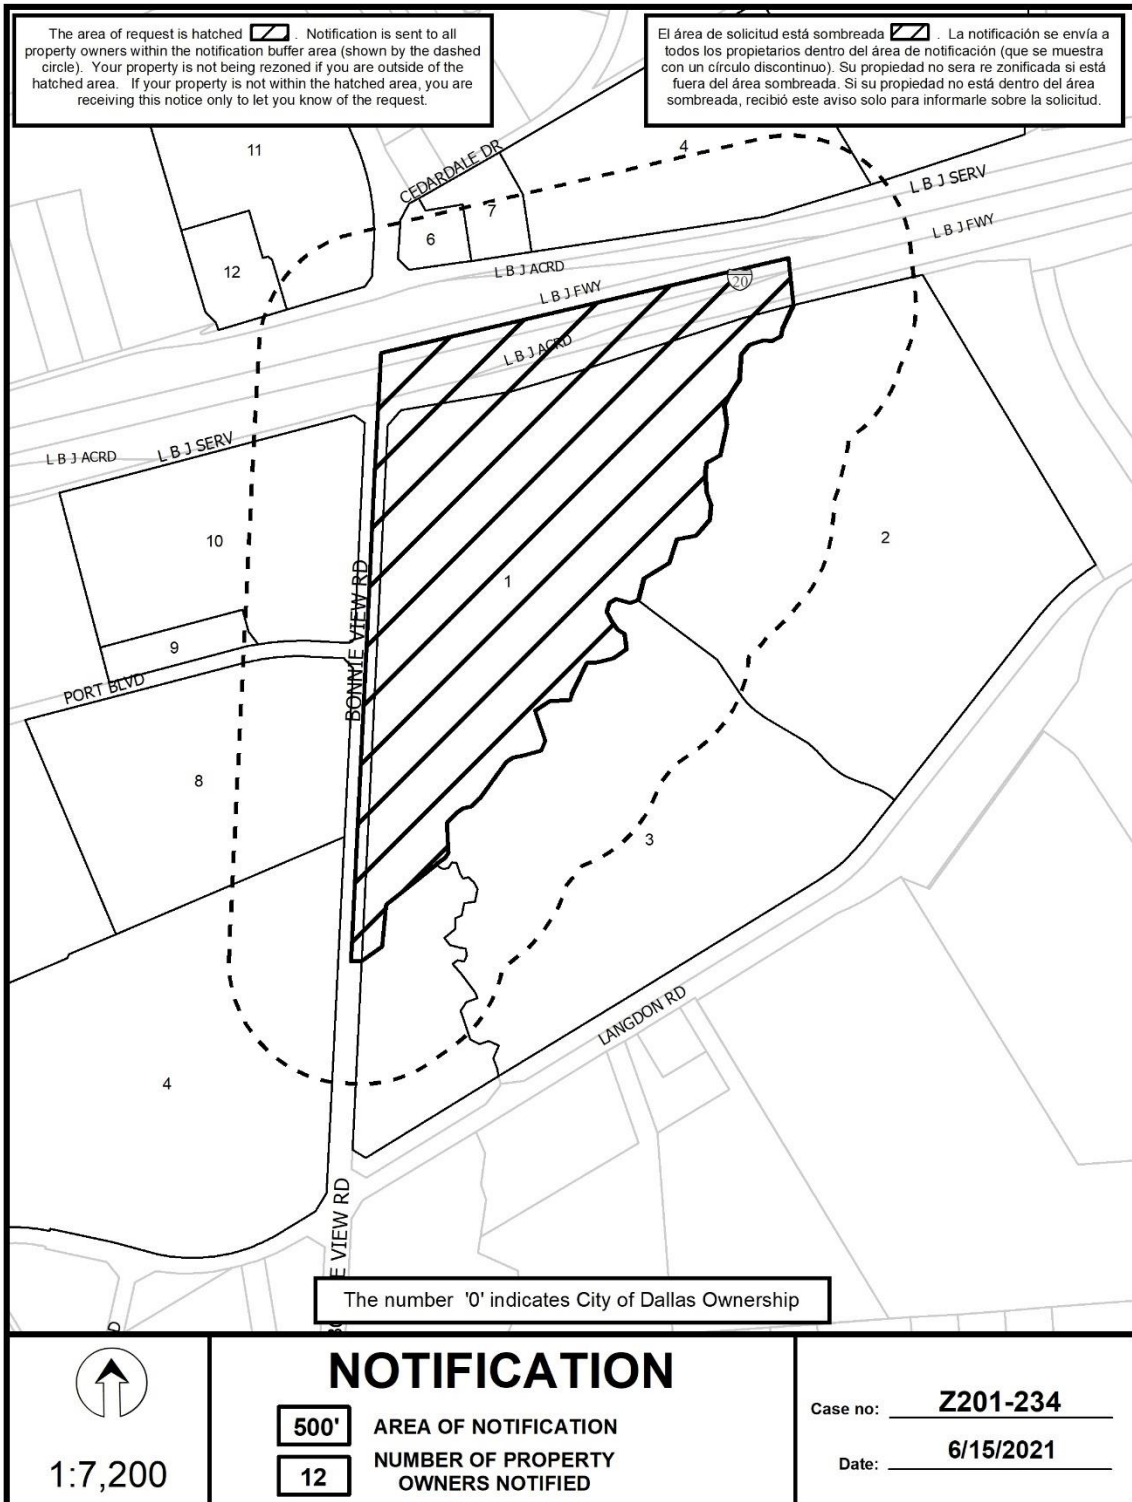 The area of request is hatched . Notification is sent to all
property owners within the notification buffer area (shown by the dashed
circle). Your property is not being rezoned if you are outside of the
hatched area. If your property is not within the hatched area, you are
receiving this notice only to let you know of the request.
El área de solicitud está sombreada . La notificación se envía a
todos los propietarios dentro del área de notificación (que se muestra
con un círculo discontinuo). Su propiedad no sera re zonificada si está
fuera del área sombreada. Si su propiedad no está dentro del área
sombreada, recibió este aviso solo para informarle sobre la solicitud.
11
CEDARDALE DR
4
7
6
12
L B J SERV
L B J FWY
L B J ACRD
L B J FWY
20
L B J ACRD
L B J ACRD
L B J SERV
10
2
1
BONNIE VIEW RD
9
PORT BLVD
8
3
LANGDON RD
4
E VIEW RD
D
The number '0' indicates City of Dallas Ownership
1:7,200
NOTIFICATION
500' AREA OF NOTIFICATION
12 NUMBER OF PROPERTY
OWNERS NOTIFIED
Case no: Z201-234
Date: 6/15/2021